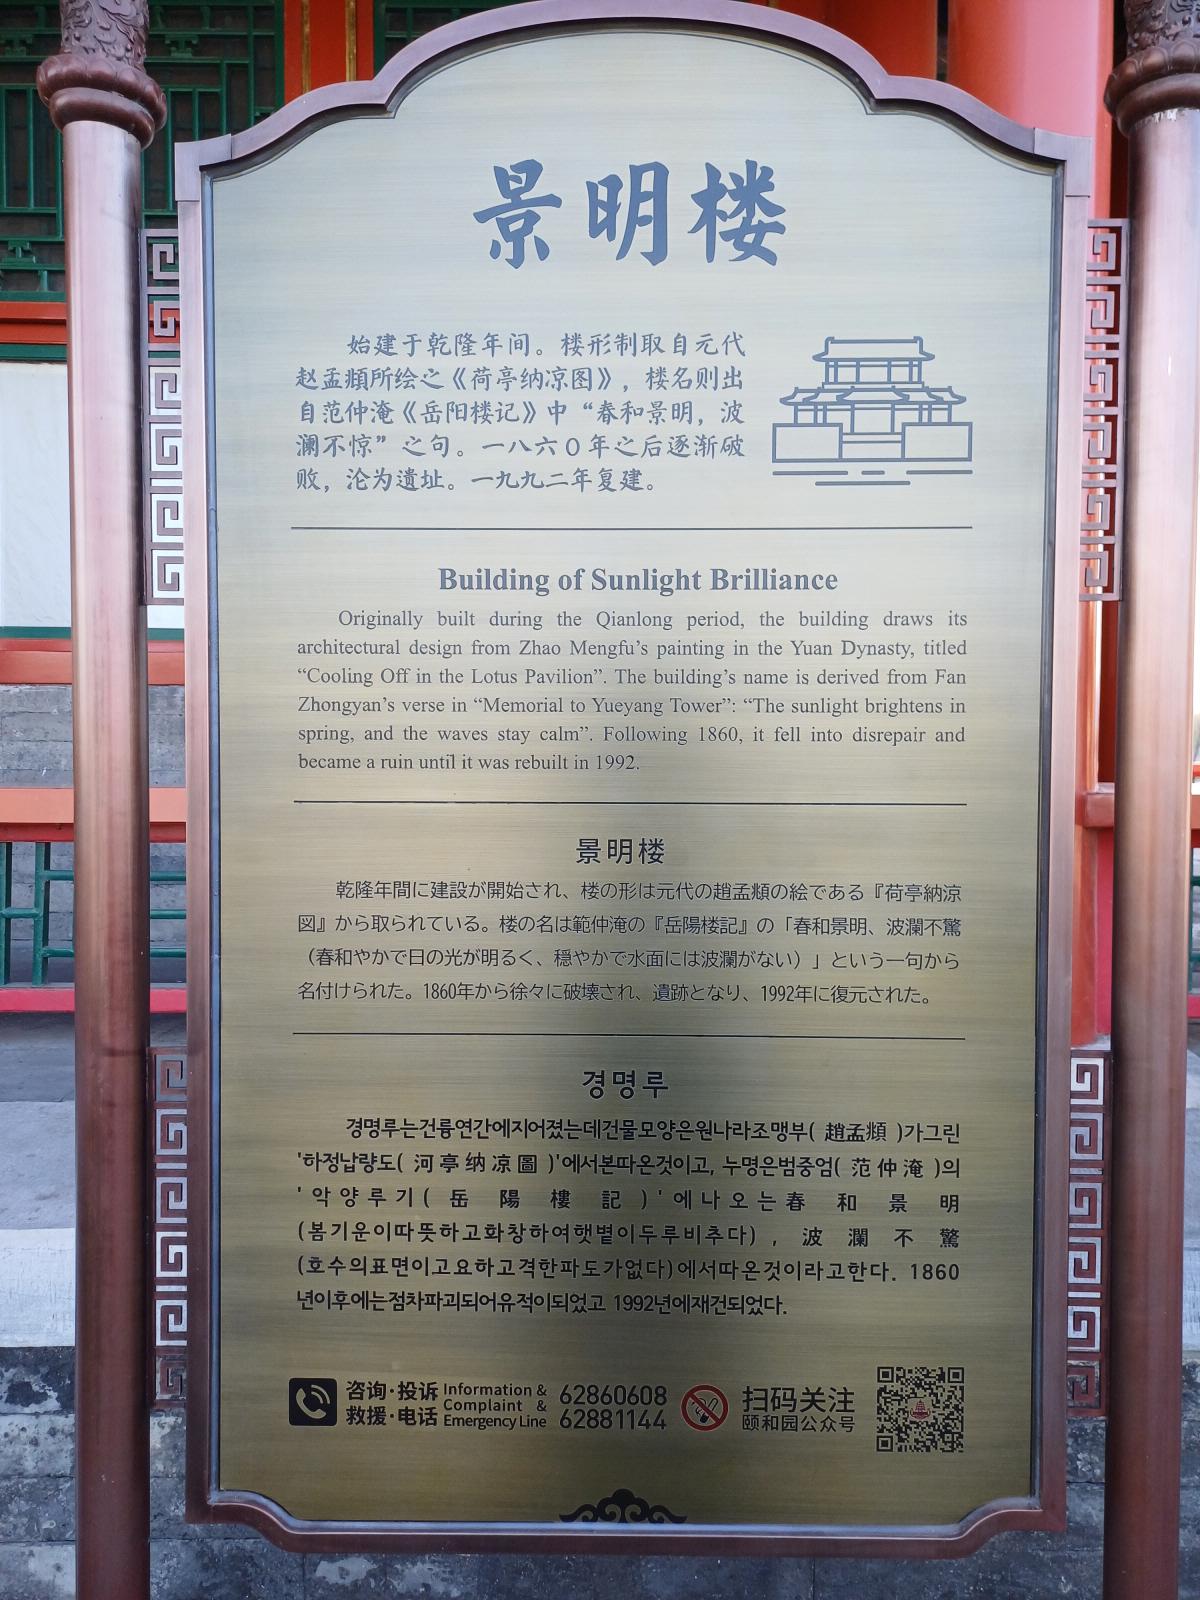 景明楼
始建于乾隆年间。楼形制取自元代
赵孟頫所绘之《荷亭纳凉图》，楼名则出
自范仲淹《岳阳楼记》中“春和景明，波
澜不惊”之句。一八六〇年之后逐渐破
败，沦为遗址。一九九二年复建。
Building of Sunlight Brilliance
Originally built during the Qianlong period, the building draws its
architectural design from Zhao Mengfu's painting in the Yuan Dynasty, titled
“Cooling Off in the Lotus Pavilion”. The building's name is derived from Fan
Zhongyan's verse in “Memorial to Yueyang Tower”: “The sunlight brightens in
spring, and the waves stay calm”. Following 1860, it fell into disrepair and
became a ruin until it was rebuilt in 1992.
景明楼
乾隆年間に建設が開始され、楼の形は元代の趙孟頫の絵である『荷亭納涼
図』から取られている。楼の名は範仲淹の『岳陽楼記』の「春和景明、波瀾不驚
（春和やかで日の光が明るく、穏やかで水面には波瀾がない）」という一句から
名付けられた。1860年から徐々に破壊され、遺跡となり、1992年に復元された。
경명루
경명루는건륭연간에지어졌는데건물모양은원나라조맹부( 趙孟頫 )가그린
'하정납량도( 河亭纳凉圖 )'에서본따온것이고, 누명은범중엄( 范仲淹 )의
'악양루기( 岳陽樓記 )'에나오는春和景明
(봄기운이따뜻하고화창하여햇볕이두루비추다) , 波瀾不驚
(호수의표면이고요하고격한파도가없다)에서따온것이라고한다. 1860
년이후에는점차파괴되어유적이되었고 1992년에재건되었다.
咨询·投诉 Information &
救援·电话 Complaint &
Emergency Line
62860608
62881144
扫码关注
颐和园公众号